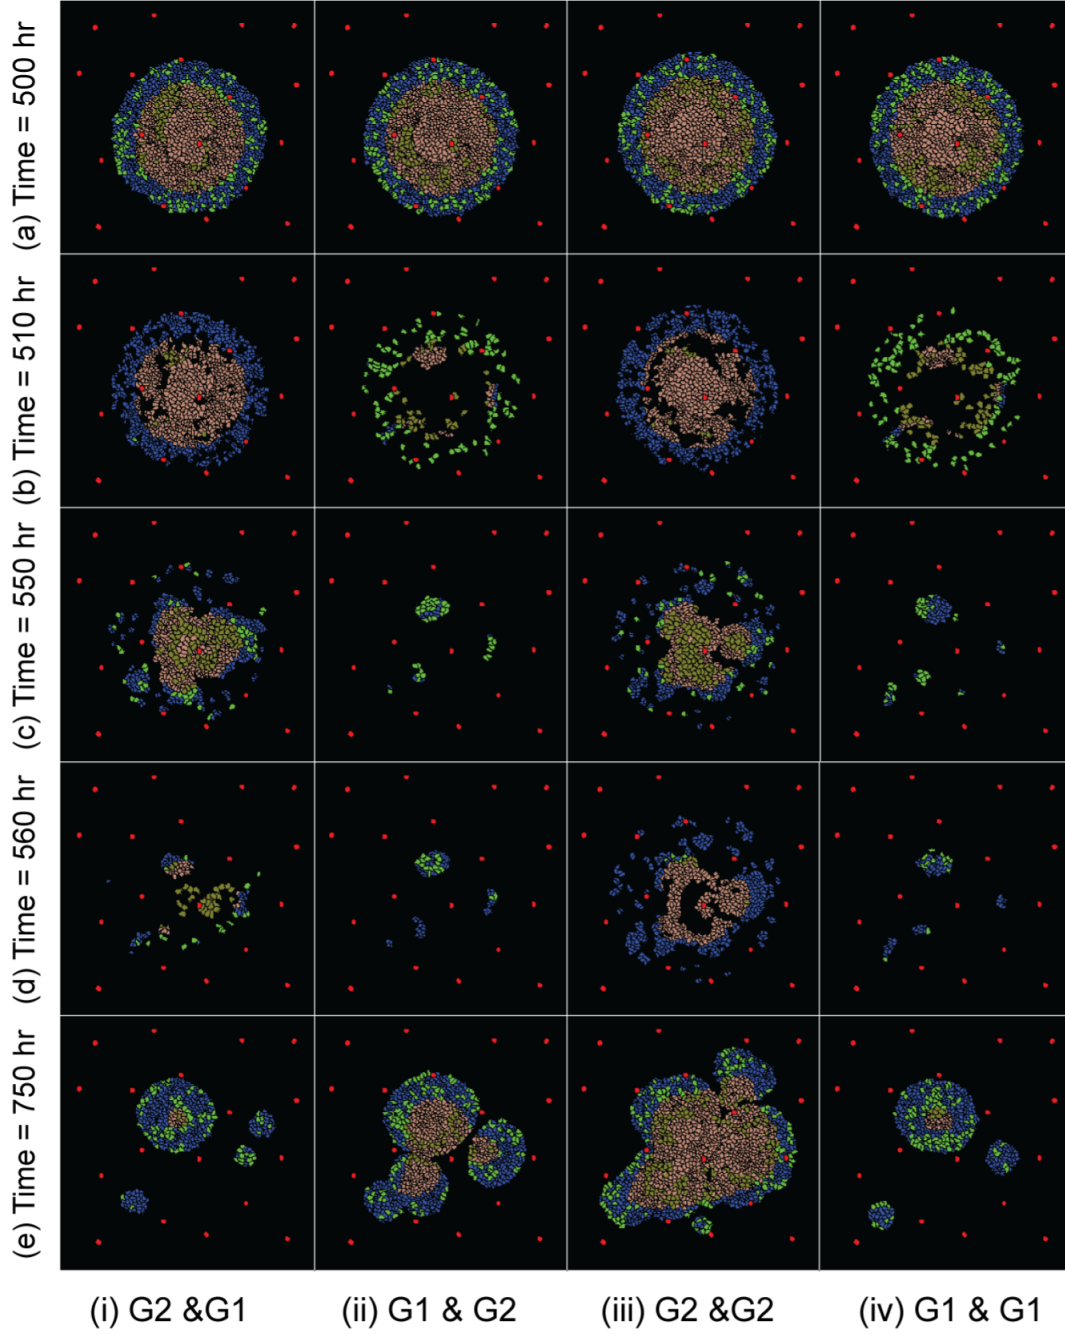 (a) Time = 500 hr
(b) Time = 510 hr
(c) Time = 550 hr
(d) Time = 560 hr
(e) Time = 750 hr
(i) G2 &G1
(ii) G1 & G2
(iii) G2 &G2
(iv) G1 & G1